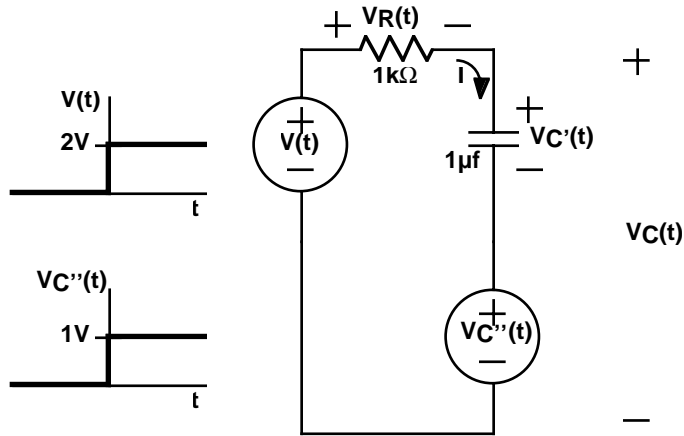 V(t)
2V
t
VC’’(t)
1V
t
+ VR(t) −
1kΩ
I
+
V(t)
−
+
1µf
VC’(t)
−
+
VC’’(t)
−
+
VC(t)
−